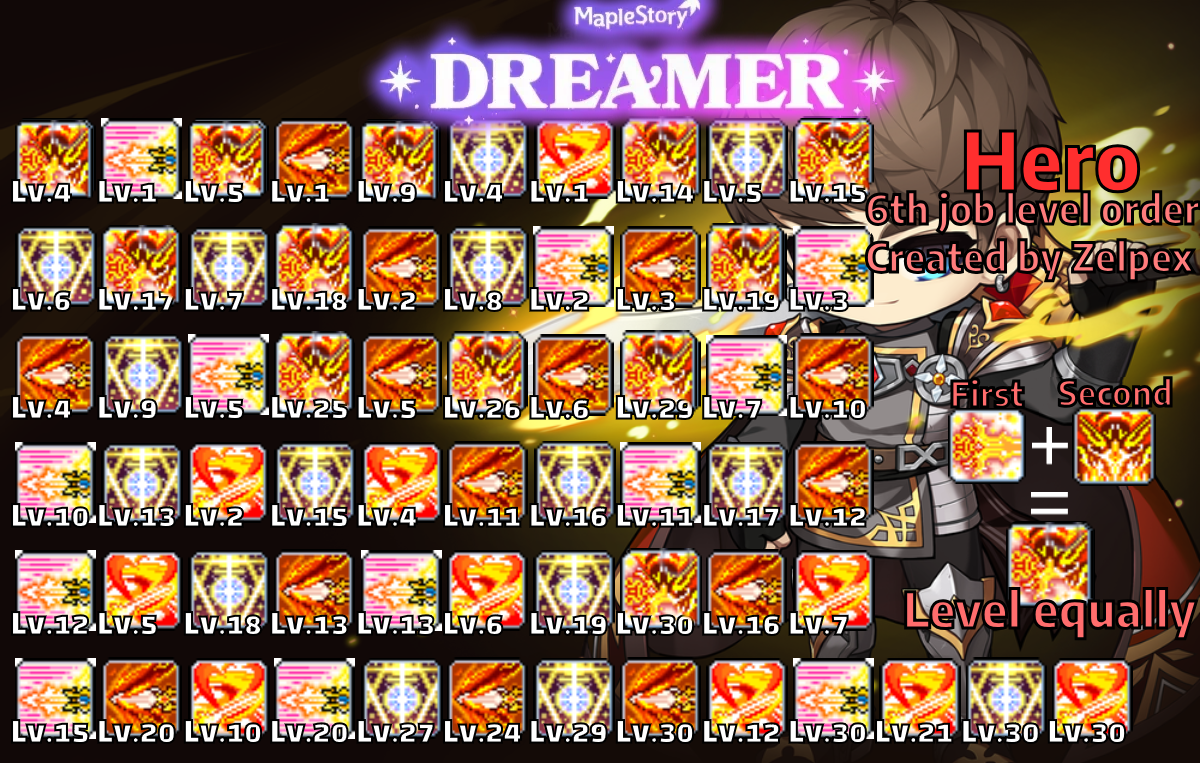 MapleStory
DREAMER
Hero
6th job level order
Created by Zelpex
Lv.4 Lv.1 Lv.5 Lv.1 Lv.9 Lv.4 Lv.1 Lv.14 Lv.5 Lv.15
Lv.6 Lv.17 Lv.7 Lv.18 Lv.2 Lv.8 Lv.2 Lv.3 Lv.19 Lv.3
Lv.4 Lv.9 Lv.5 Lv.25 Lv.5 Lv.26 Lv.6 Lv.29 Lv.7 Lv.10
First Second
+
=
Lv.10 Lv.13 Lv.2 Lv.15 Lv.4 Lv.11 Lv.16 Lv.11 Lv.17 Lv.12
Lv.12 Lv.5 Lv.18 Lv.13 Lv.13 Lv.6 Lv.19 Lv.30 Lv.16 Lv.7
Level equally
Lv.15 Lv.20 Lv.10 Lv.20 Lv.27 Lv.24 Lv.29 Lv.30 Lv.12 Lv.30 Lv.21 Lv.30 Lv.30